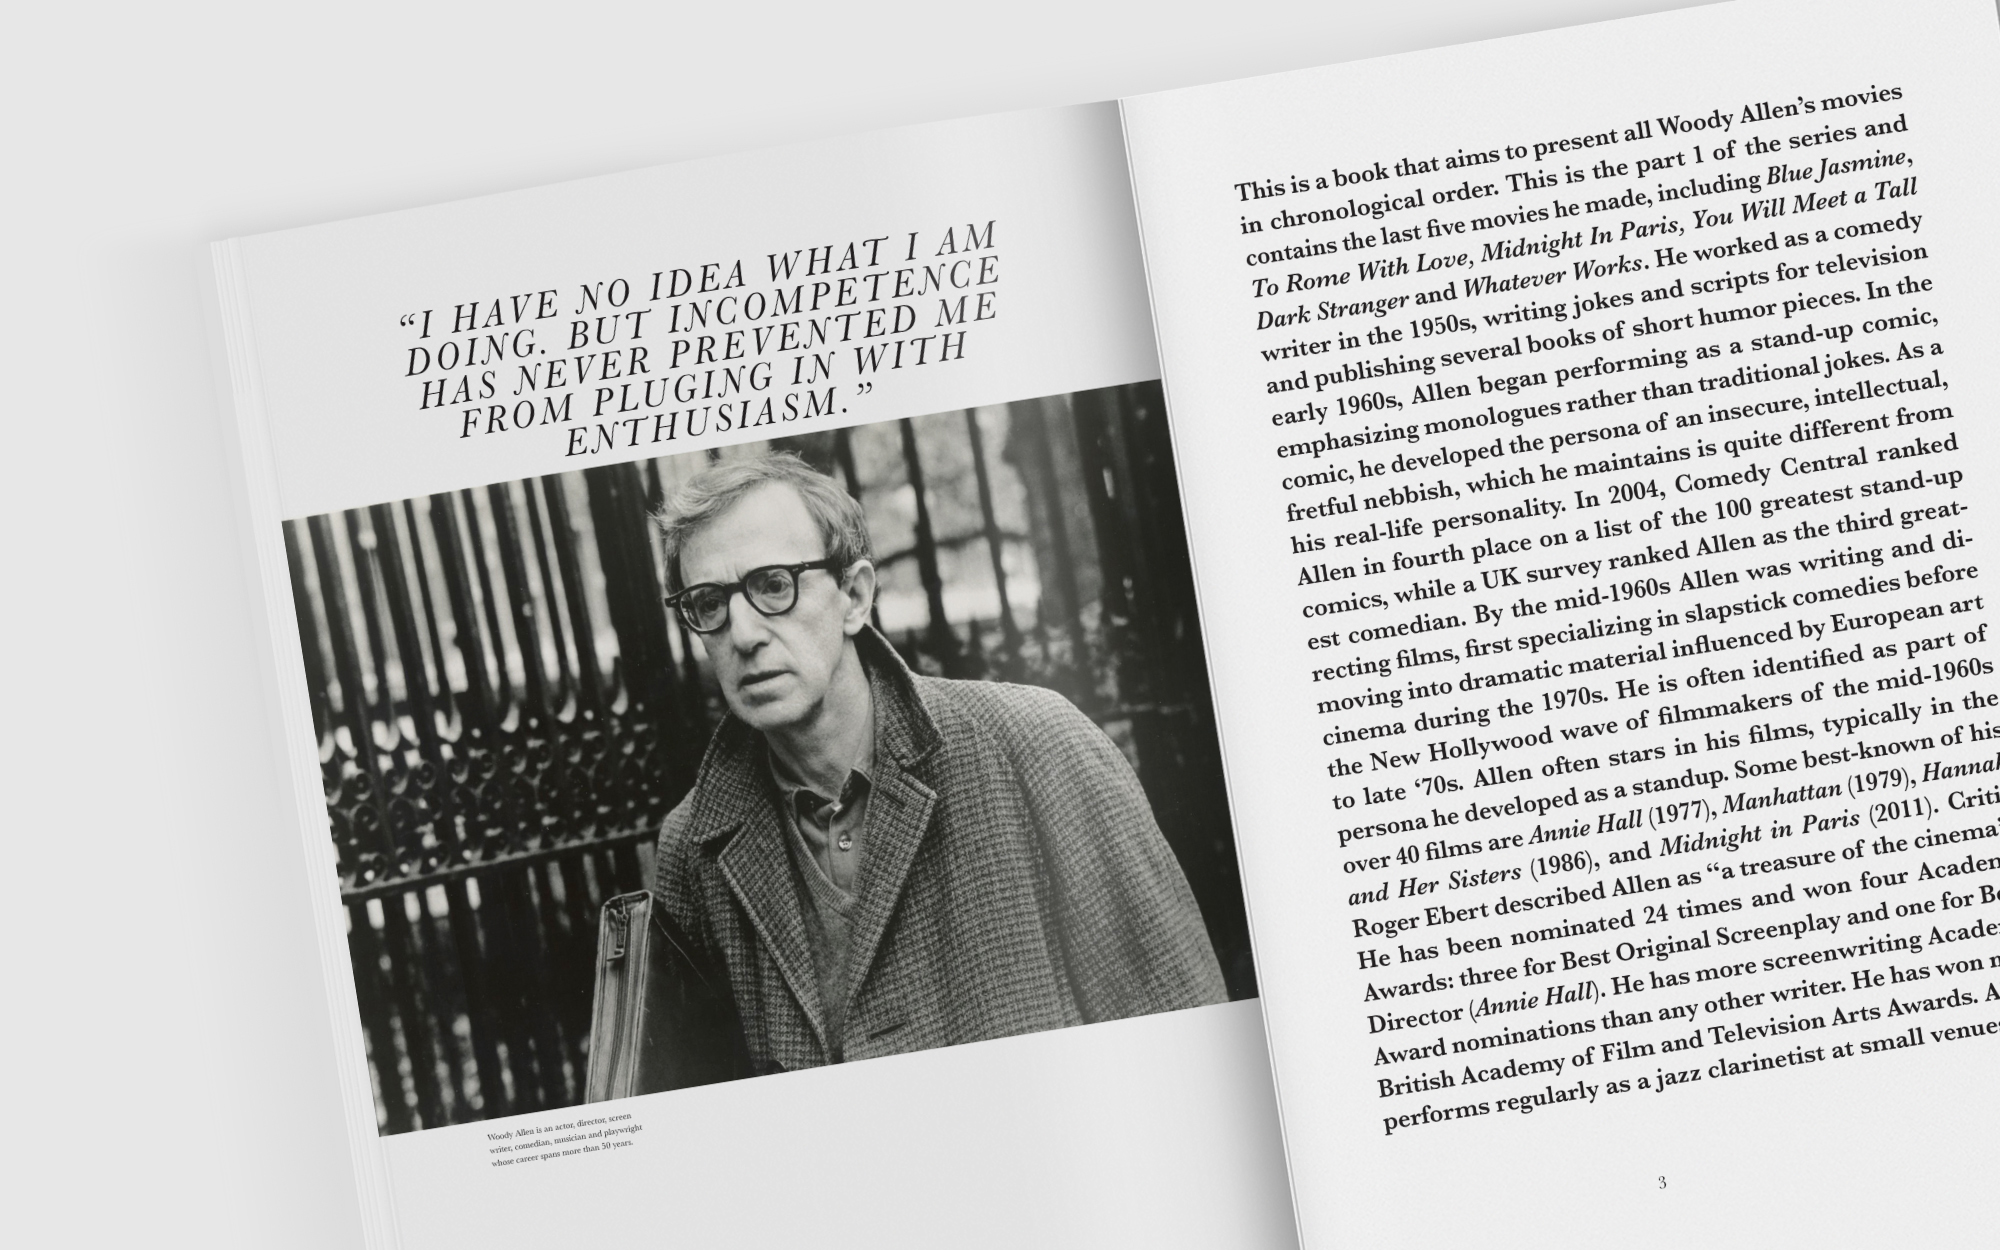 “I HAVE NO IDEA WHAT I AM
DOING. BUT INCOMPETENCE
HAS NEVER PREVENTED ME
FROM PLUGING IN WITH
ENTHUSIASM.”
Woody Allen is an actor, director, screen
writer, comedian, musician and playwright
whose career spans more than 50 years.
This is a book that aims to present all Woody Allen’s movies
in chronological order. This is the part 1 of the series and
contains the last five movies he made, including Blue Jasmine,
To Rome With Love, Midnight In Paris, You Will Meet a Tall
Dark Stranger and Whatever Works. He worked as a comedy
writer in the 1950s, writing jokes and scripts for television
and publishing several books of short humor pieces. In the
early 1960s, Allen began performing as a stand-up comic,
emphasizing monologues rather than traditional jokes. As a
comic, he developed the persona of an insecure, intellectual,
fretful nebbish, which he maintains is quite different from
his real-life personality. In 2004, Comedy Central ranked
Allen in fourth place on a list of the 100 greatest stand-up
comics, while a UK survey ranked Allen as the third great-
est comedian. By the mid-1960s Allen was writing and di-
recting films, first specializing in slapstick comedies before
moving into dramatic material influenced by European art
cinema during the 1970s. He is often identified as part of
the New Hollywood wave of filmmakers of the mid-1960s
to late ‘70s. Allen often stars in his films, typically in the
persona he developed as a standup. Some best-known of his
over 40 films are Annie Hall (1977), Manhattan (1979), Hannah
and Her Sisters (1986), and Midnight in Paris (2011). Criti
Roger Ebert described Allen as “a treasure of the cinema
He has been nominated 24 times and won four Academ
Awards: three for Best Original Screenplay and one for Be
Director (Annie Hall). He has more screenwriting Acade
Award nominations than any other writer. He has won
British Academy of Film and Television Arts Awards. A
performs regularly as a jazz clarinetist at small venues
3